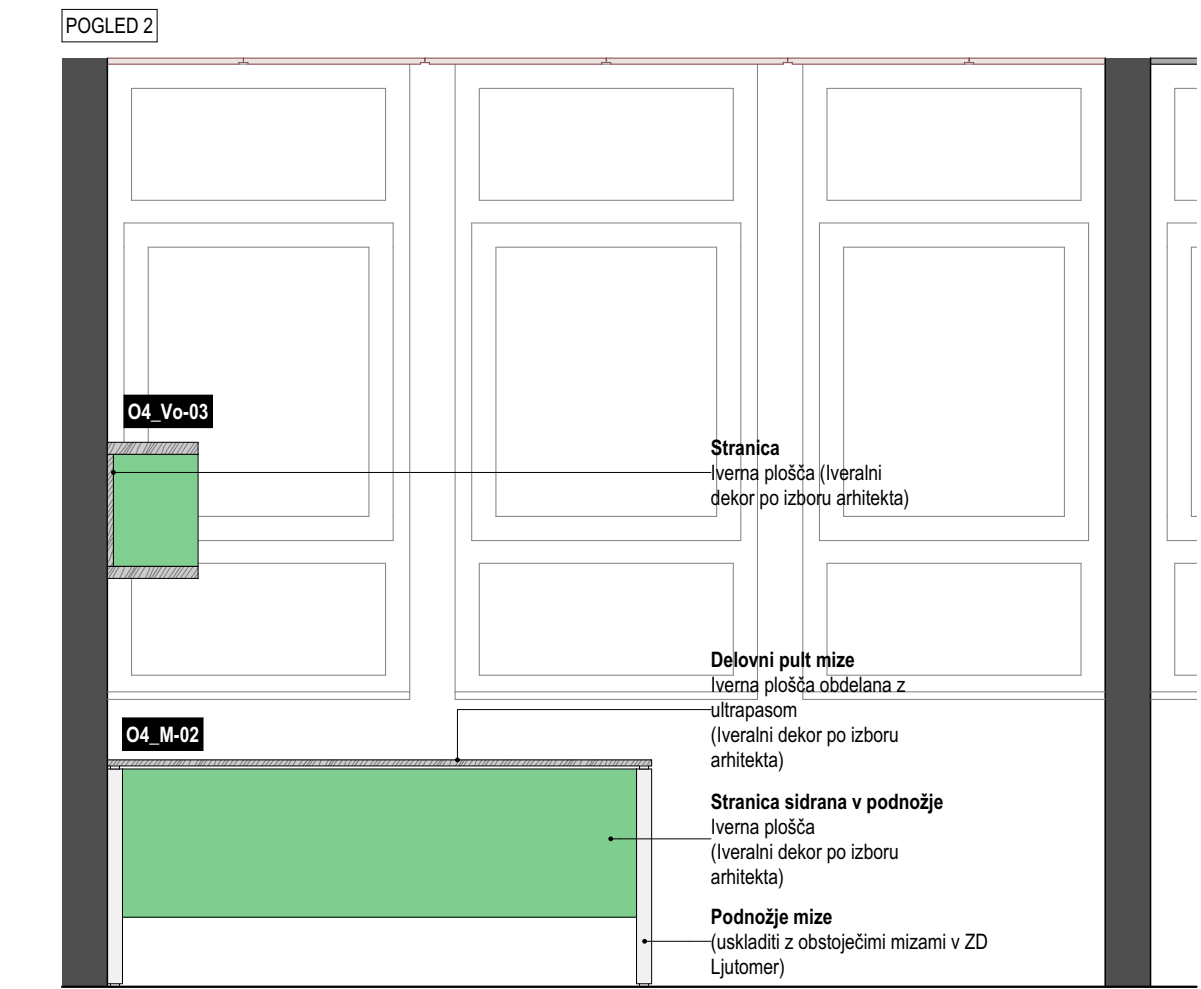 POGLED 2
O4_Vo-03
Stranica
Iverna plošča (Iveralni
dekor po izboru arhitekta)
Delovni pult mize
Iverna plošča obdelana z
ultrapasom
(Iveralni dekor po izboru
arhitekta)
O4_M-02
Stranica sidrana v podnožje
Iverna plošča
(Iveralni dekor po izboru
arhitekta)
Podnožje mize
(uskladiti z obstoječimi mizami v ZD
Ljutomer)